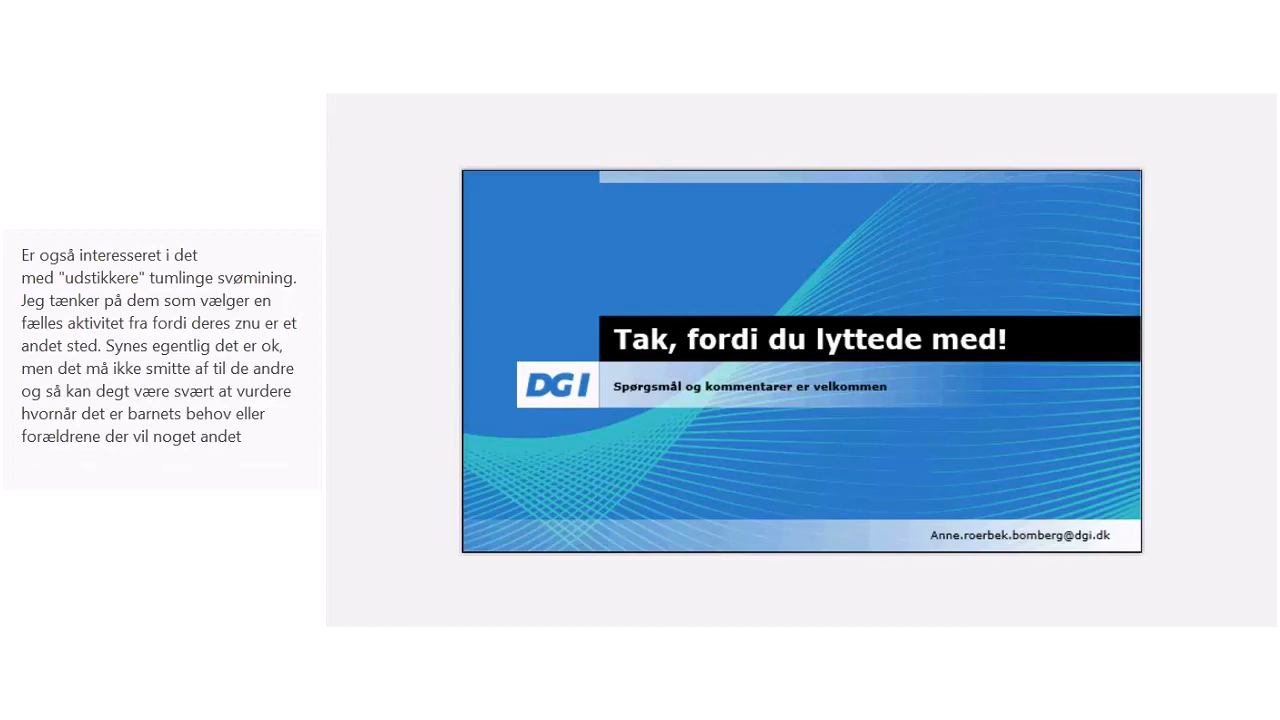 Er også interesseret i det
med "udstikkere" tumlinge svømining.
Jeg tænker på dem som vælger en
fælles aktivitet fra fordi deres znu er et
andet sted. Synes egentlig det er ok,
men det må ikke smitte af til de andre
og så kan degt være svært at vurdere
hvornår det er barnets behov eller
forældrene der vil noget andet
Tak, fordi du lyttede med!
DGI
Spørgsmål og kommentarer er velkommen
Anne.roerbek.bomberg@dgi.dk